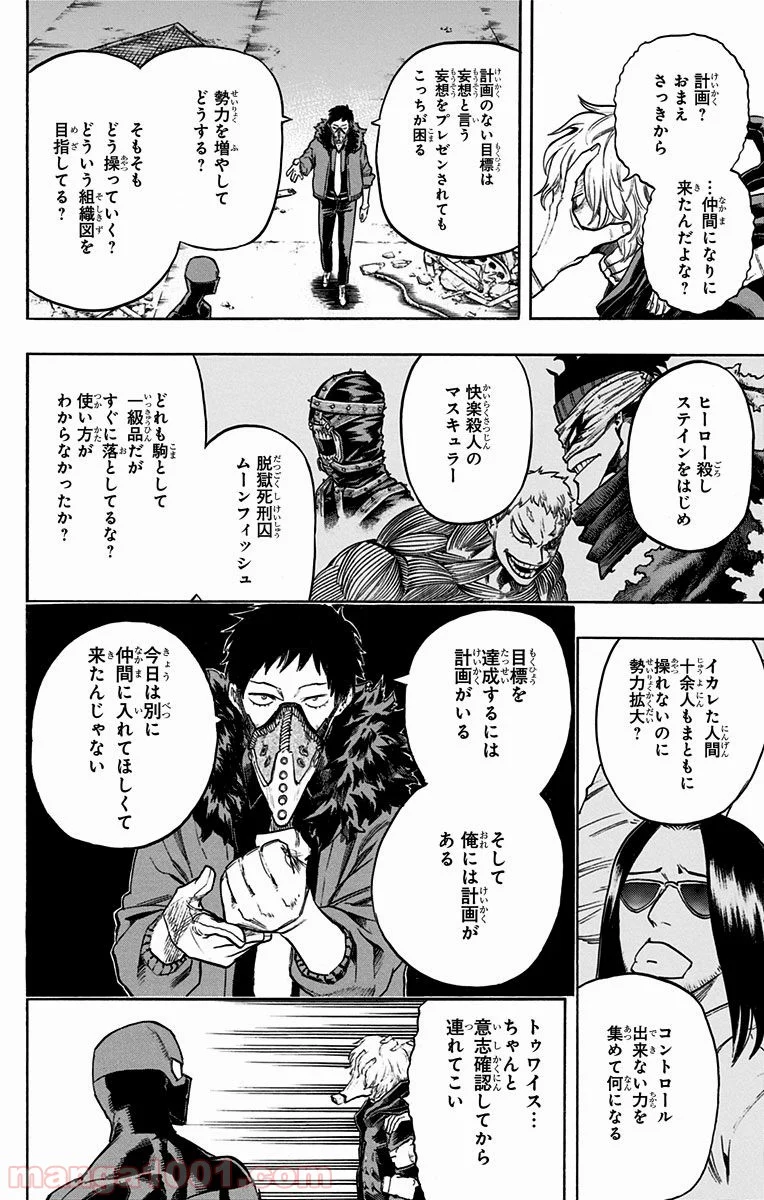 計画？
おまえ
さっきから
…仲間になりに
来たんだよな？
計画のない目標は
妄想と言う
妄想をプレゼンされても
こっちが困る
勢力を増やして
どうする？
そもそも
どう操っていく？
どういう組織図を
目指してる？
ヒーロー殺し
ステインをはじめ
快楽殺人の
マスキュラー
脱獄死刑囚
ムーンフィッシュ
どれも駒として
一級品だが
すぐに落としてるな？
使い方が
わからなかったか？
イカレた人間
十余人もまともに
操れないのに
勢力拡大？
コントロール
出来ない力を
集めて何になる
目標を
達成するには
計画がいる
そして
俺には計画が
ある
今日は別に
仲間に入れてほしくて
来たんじゃない
トゥワイス…
ちゃんと
意志確認してから
連れてこい
manga1001.com